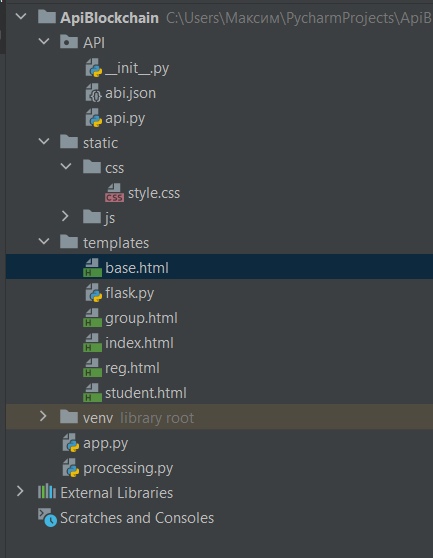 ApiBlockchain C:\Users\Максим\PycharmProjects\ApiB
API
__init__.py
abi.json
api.py
static
css
style.css
js
templates
base.html
flask.py
group.html
index.html
reg.html
student.html
venv library root
app.py
processing.py
External Libraries
Scratches and Consoles